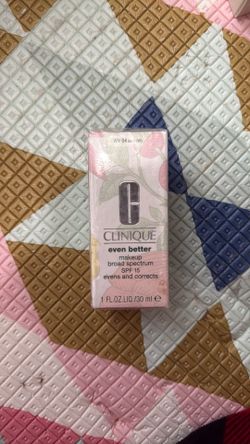 CLINIQUE
even better
makeup
broad spectrum
SPF 15
evens and corrects
1 FL.OZ.LIQ./30 ml e